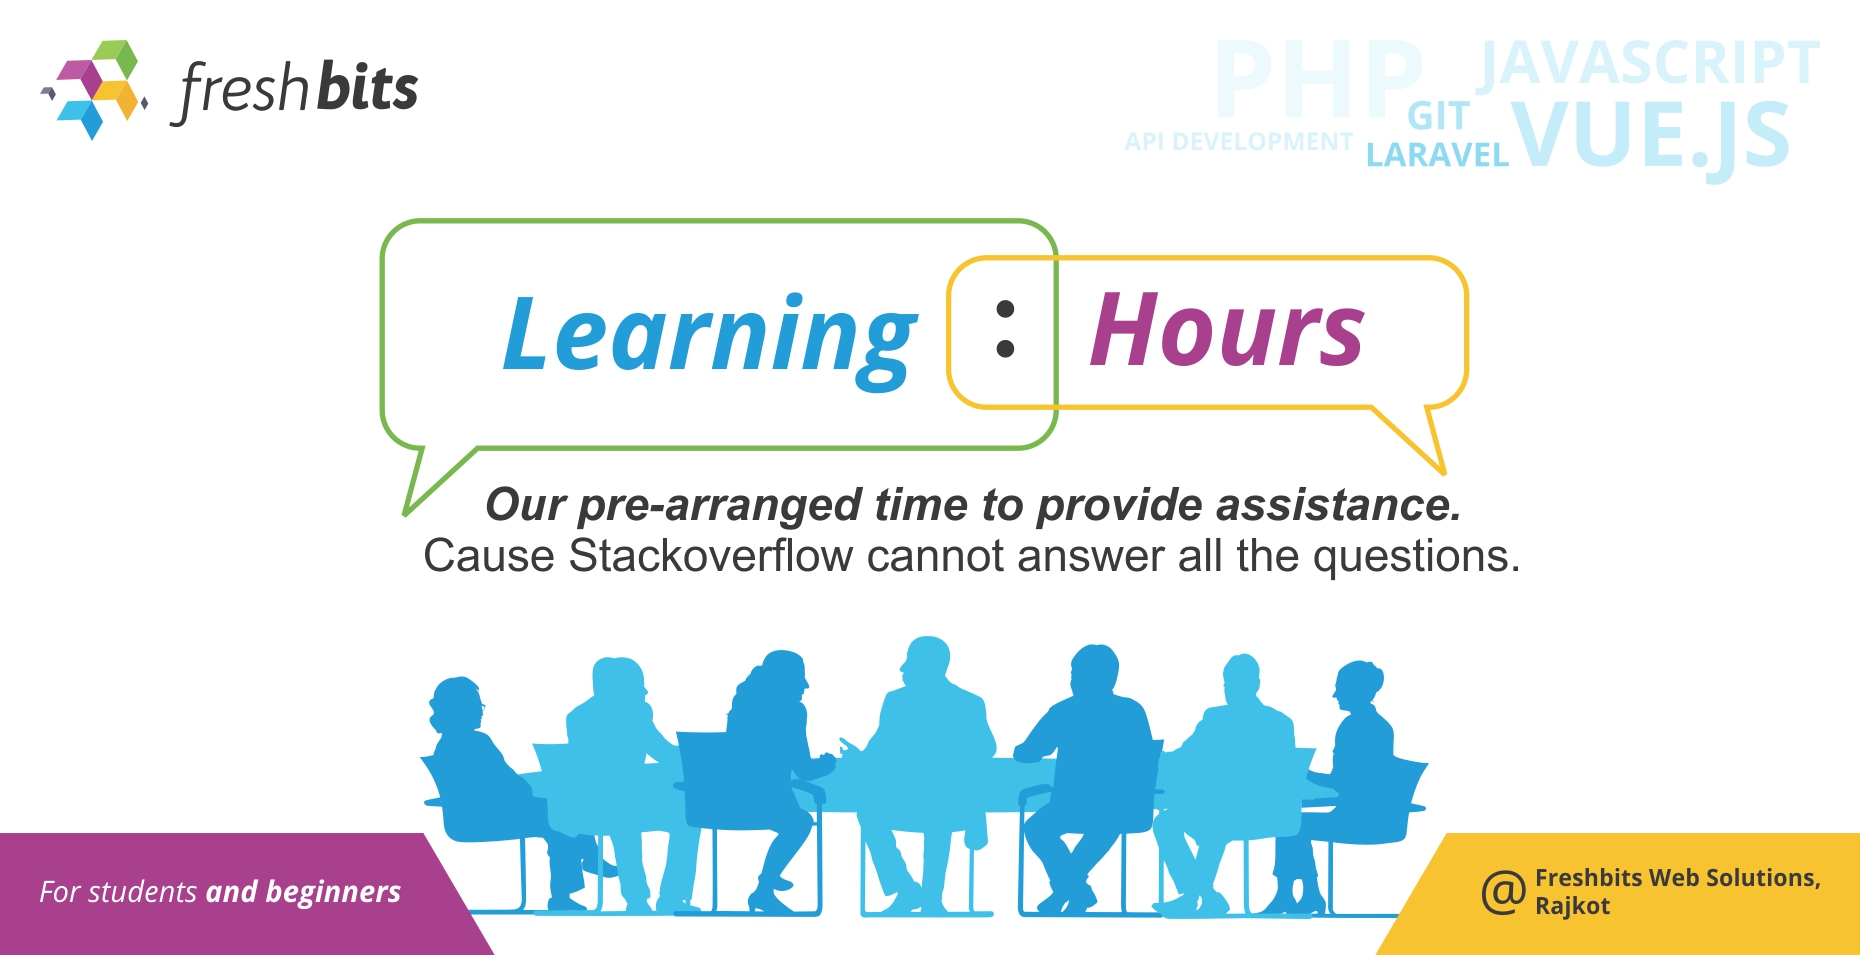 freshbits
PHP
JAVASCRIPT
GIT
VUE.JS
API DEVELOPMENT
LARAVEL
Learning : Hours
Our pre-arranged time to provide assistance.
Cause Stackoverflow cannot answer all the questions.
For students and beginners
@ Freshbits Web Solutions,
Rajkot